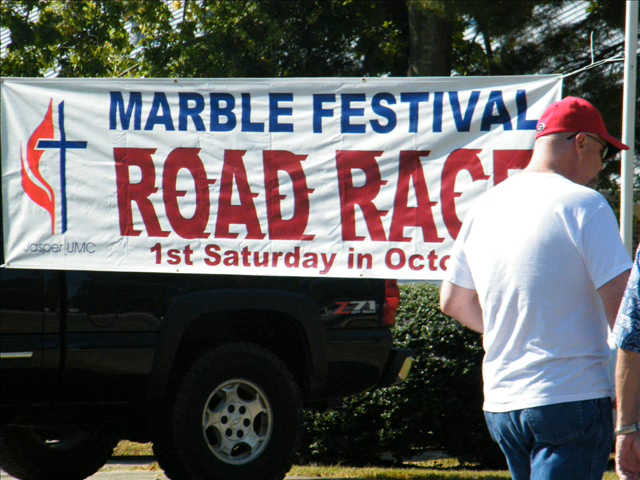 MARBLE FESTIVAL
ROAD RACE
1st Saturday in Octo
Jasper UMC
Z71